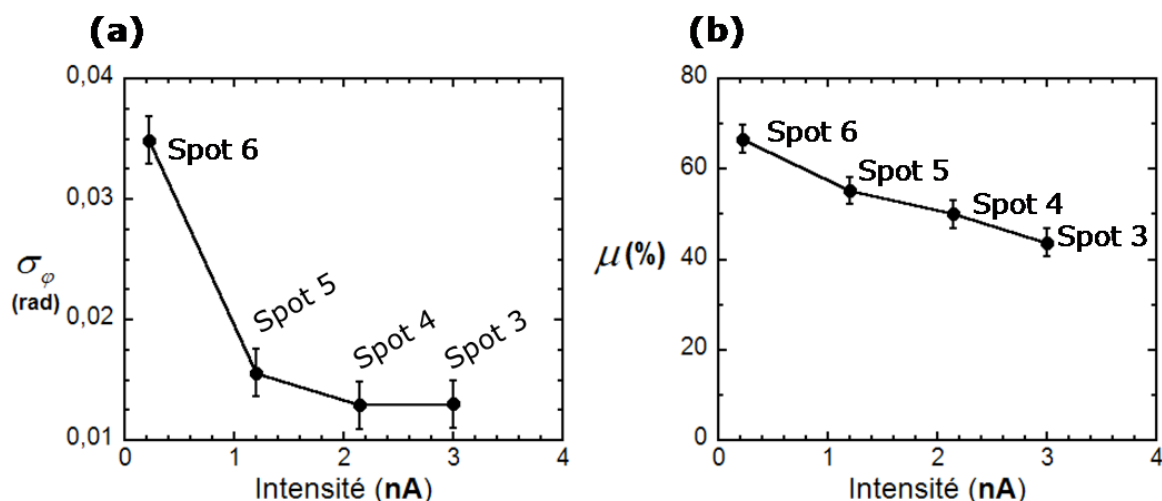 (a)
0,04
0,03
0,02
0,01
σφ
(rad)
Spot 6
Spot 5
Spot 4
Spot 3
0 1 2 3 4
Intensité (nA)
(b)
80
60
40
20
0
μ(%)
Spot 6
Spot 5
Spot 4
Spot 3
0 1 2 3 4
Intensité (nA)